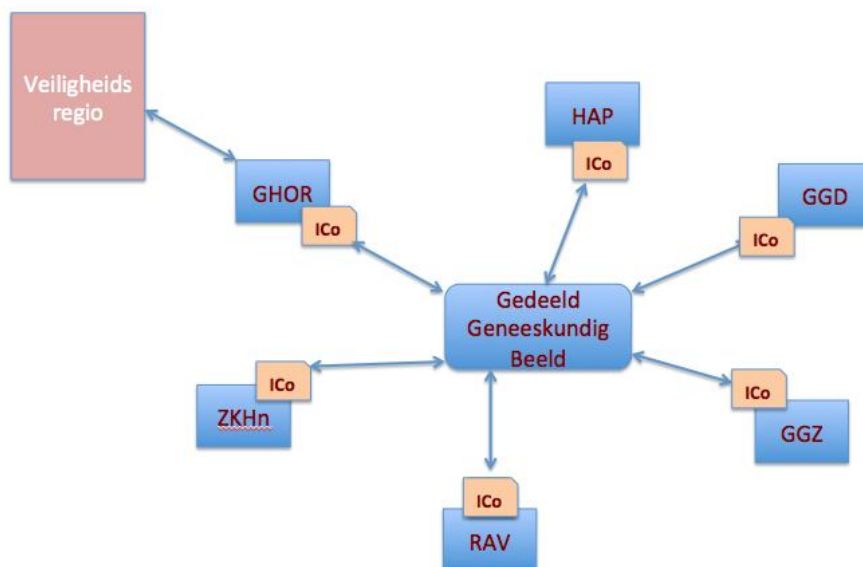 Veiligheids
regio
HAP
ICo
GHOR
ICo
GGD
ICo
Gedeeld
Geneeskundig
Beeld
ICo
ZKHn
ICo
GGZ
ICo
RAV